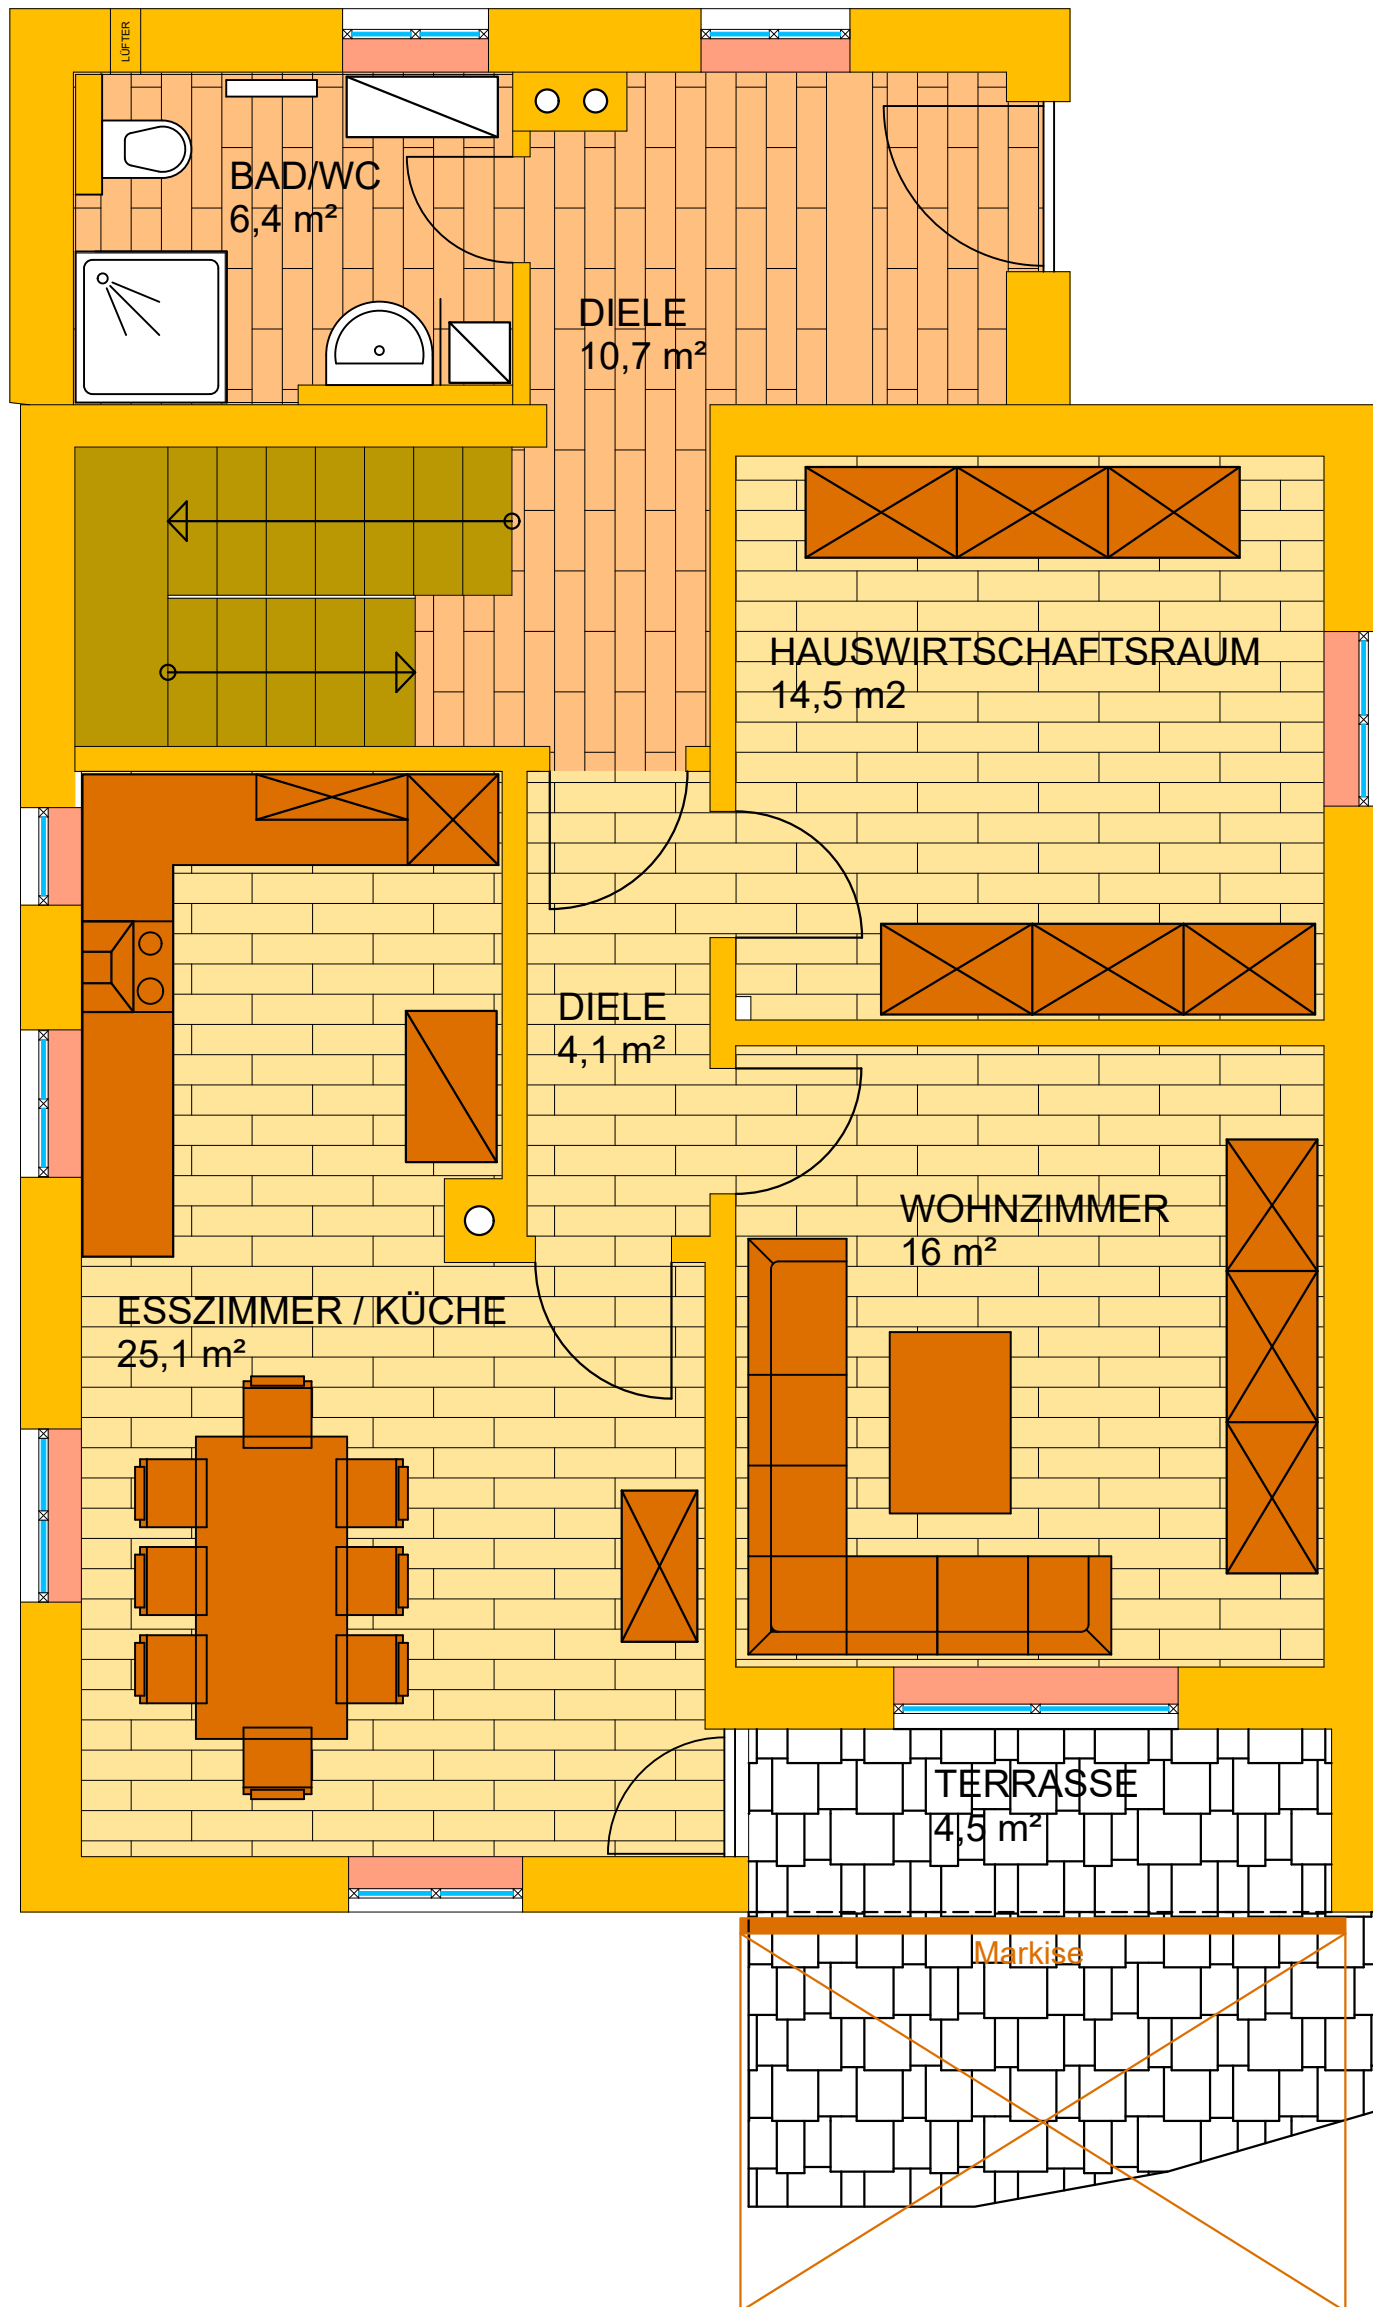 LÜFTER
BAD/WC
6,4 m²
DIELE
10,7 m²
HAUSWIRTSCHAFTSRAUM
14,5 m2
DIELE
4,1 m²
WOHNZIMMER
16 m²
ESSZIMMER / KÜCHE
25,1 m²
TERRASSE
4,5 m²
Markise